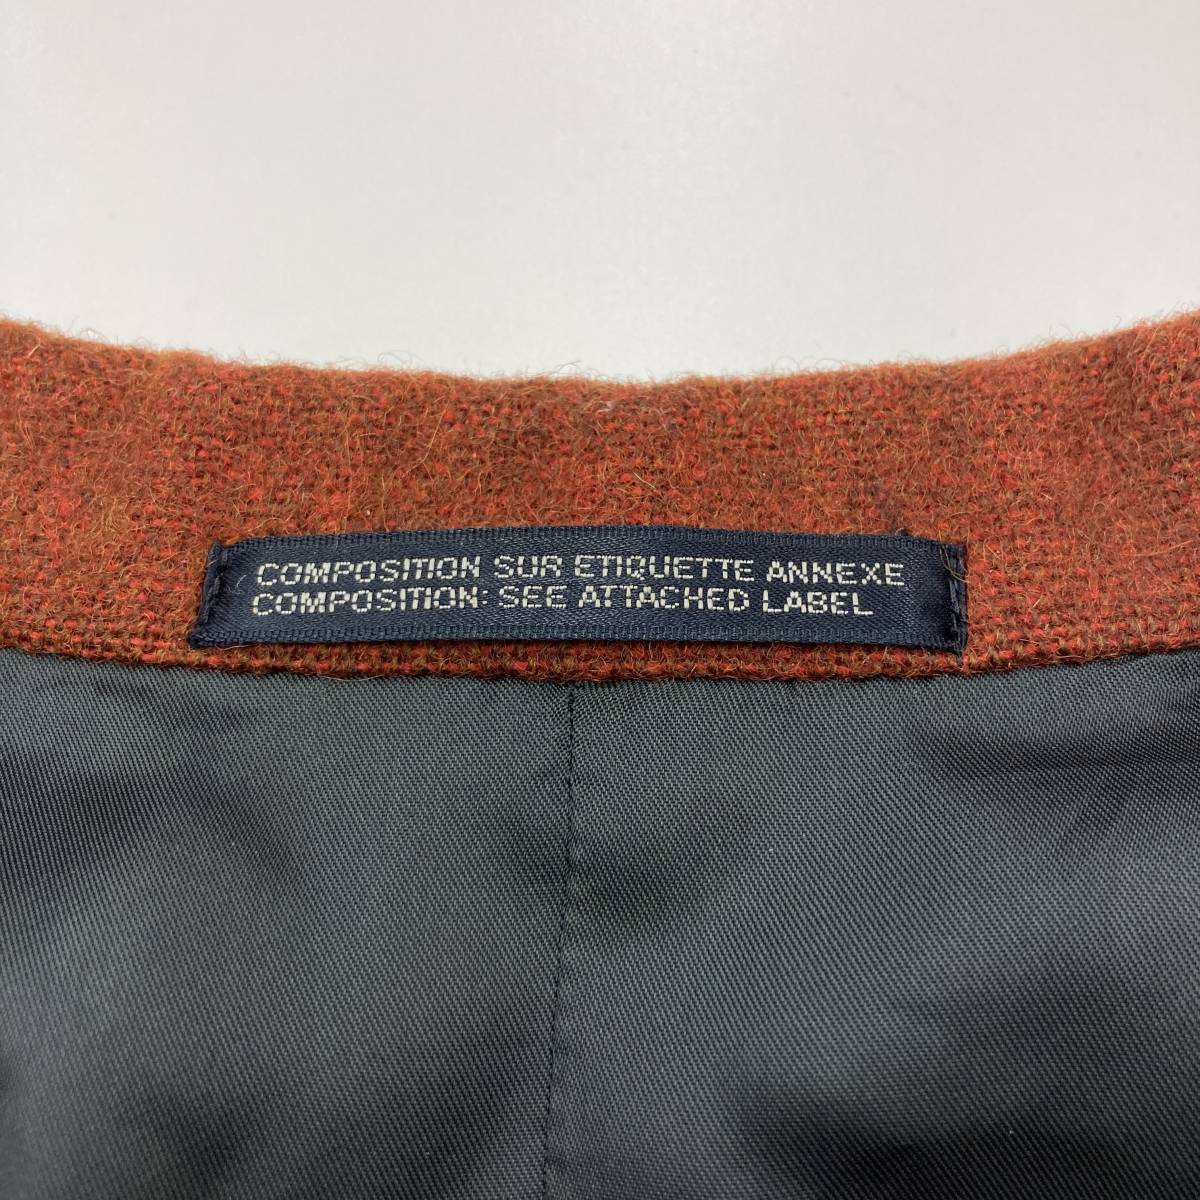 COMPOSITION SUR ETIQUETTE ANNEXE
COMPOSITION: SEE ATTACHED LABEL